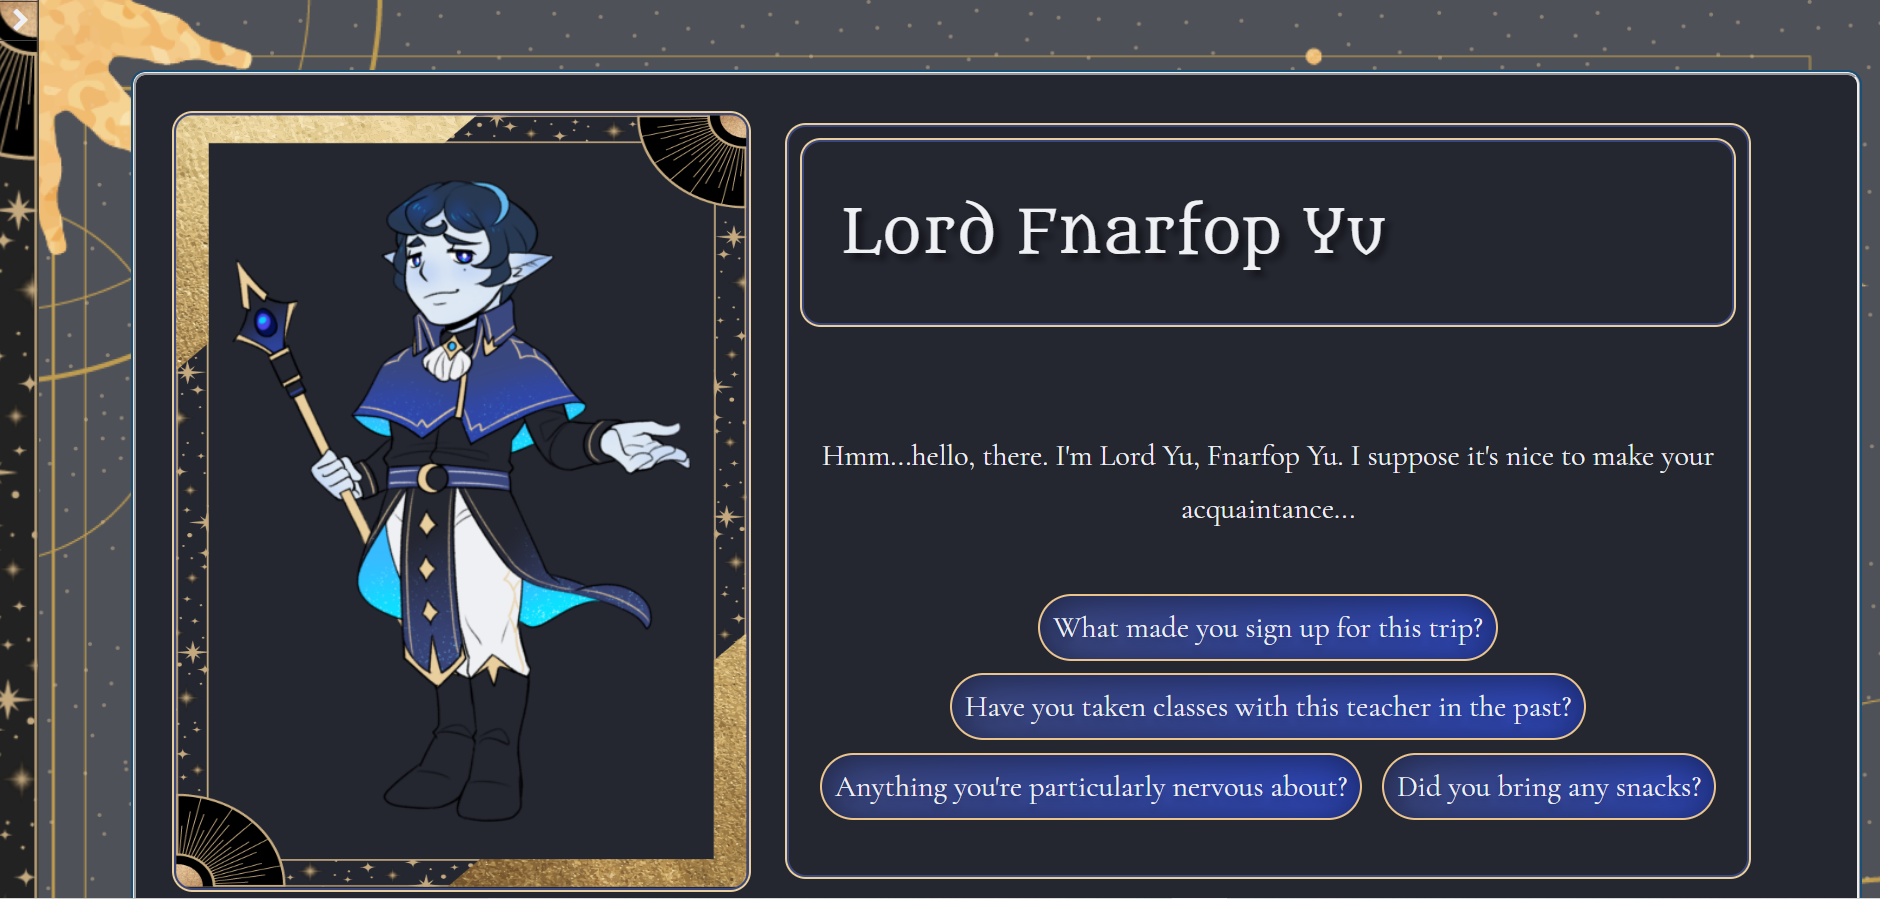 Lord Fnarfop Yu
Hmm...hello, there. I'm Lord Yu, Fnarfop Yu. I suppose it's nice to make your
acquaintance...
What made you sign up for this trip?
Have you taken classes with this teacher in the past?
Anything you're particularly nervous about?
Did you bring any snacks?